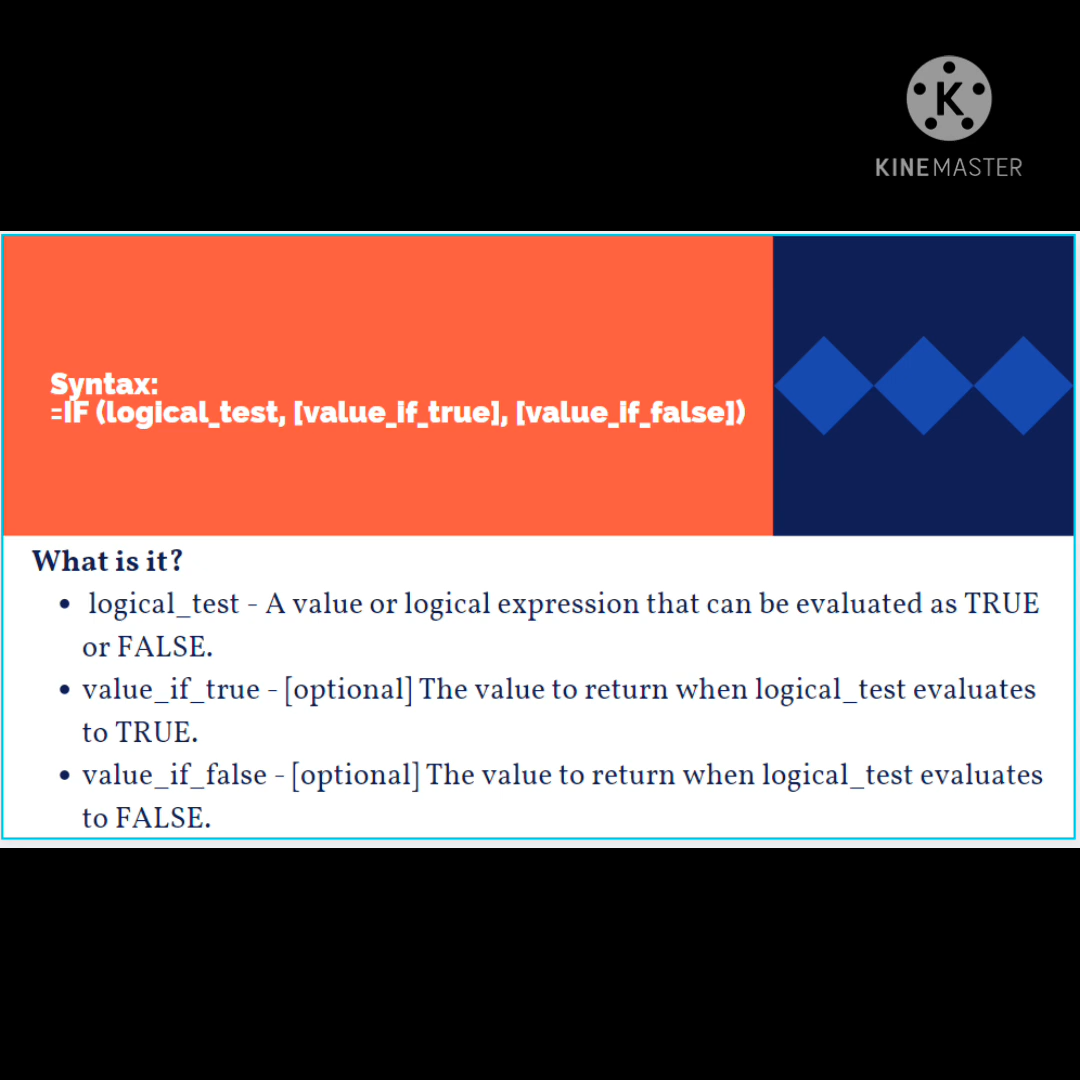 K
KINEMASTER
Syntax:
=IF (logical_test, [value_if_true], [value_if_false])
What is it?
• logical_test - A value or logical expression that can be evaluated as TRUE
or FALSE.
• value_if_true - [optional] The value to return when logical_test evaluates
to TRUE.
• value_if_false - [optional] The value to return when logical_test evaluates
to FALSE.